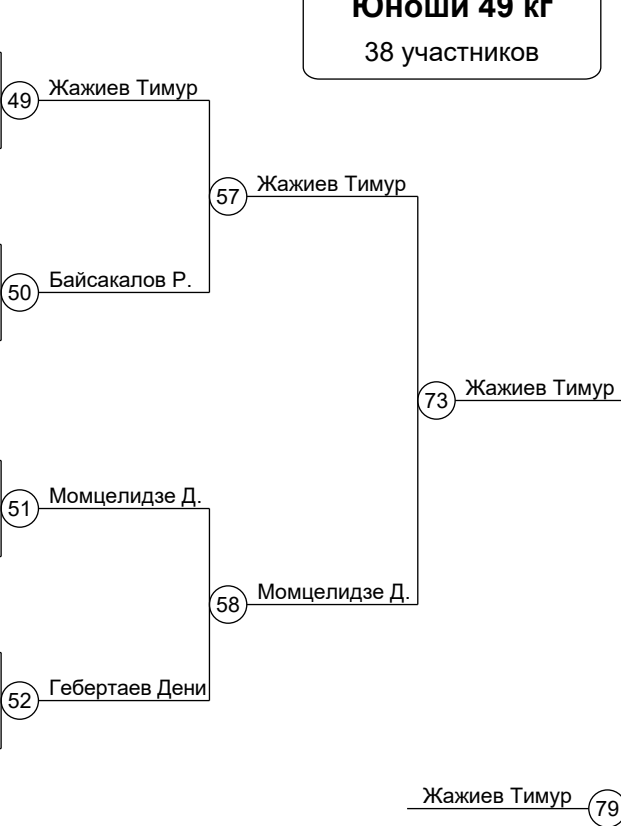 Юноши 49 кг
38 участников
49 Жажиев Тимур
57 Жажиев Тимур
50 Байсакалов Р.
73 Жажиев Тимур
51 Момцелидзе Д.
58 Момцелидзе Д.
52 Гебертаев Дени
Жажиев Тимур 79